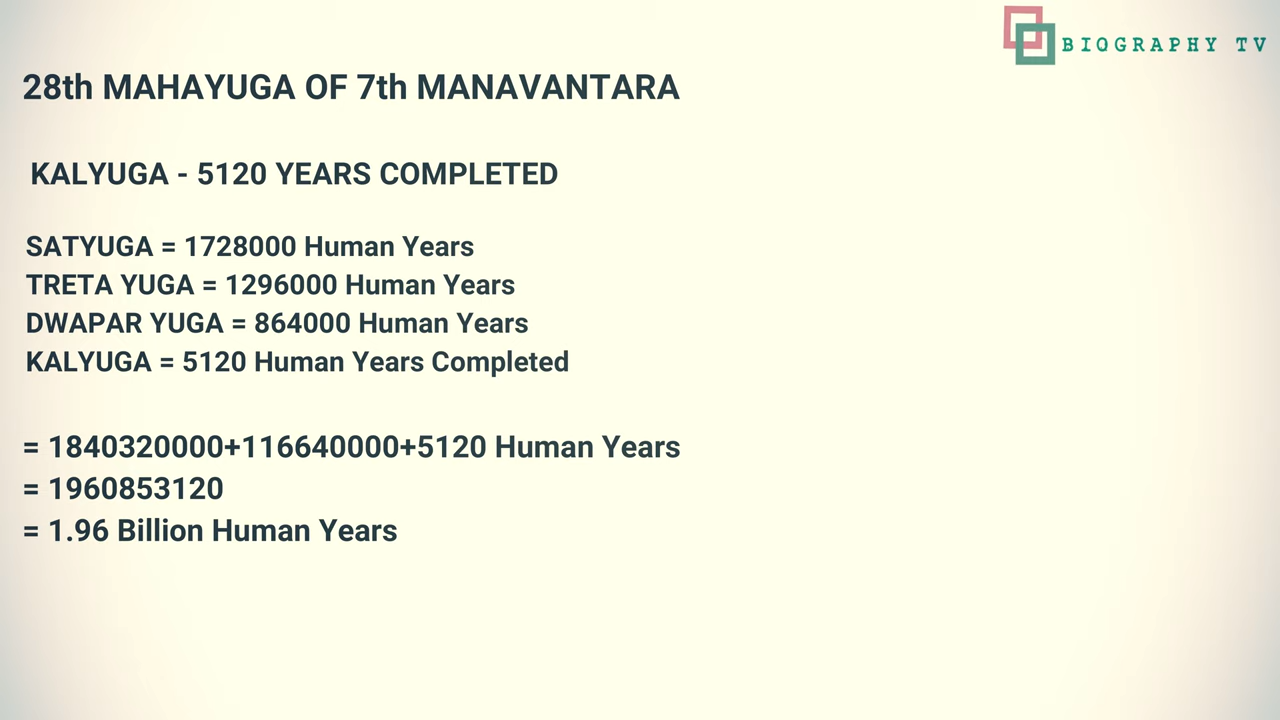 BIOGRAPHY TV
28th MAHAYUGA OF 7th MANAVANTARA
KALYUGA - 5120 YEARS COMPLETED
SATYUGA = 1728000 Human Years
TRETA YUGA = 1296000 Human Years
DWAPAR YUGA = 864000 Human Years
KALYUGA = 5120 Human Years Completed
= 1840320000+116640000+5120 Human Years
= 1960853120
= 1.96 Billion Human Years